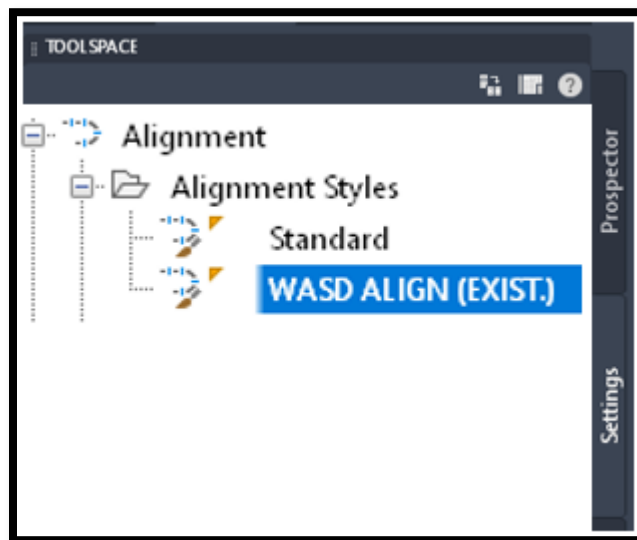 TOOLSPACE
?
Alignment
Alignment Styles
Standard
WASD ALIGN (EXIST.)
Prospector
Settings